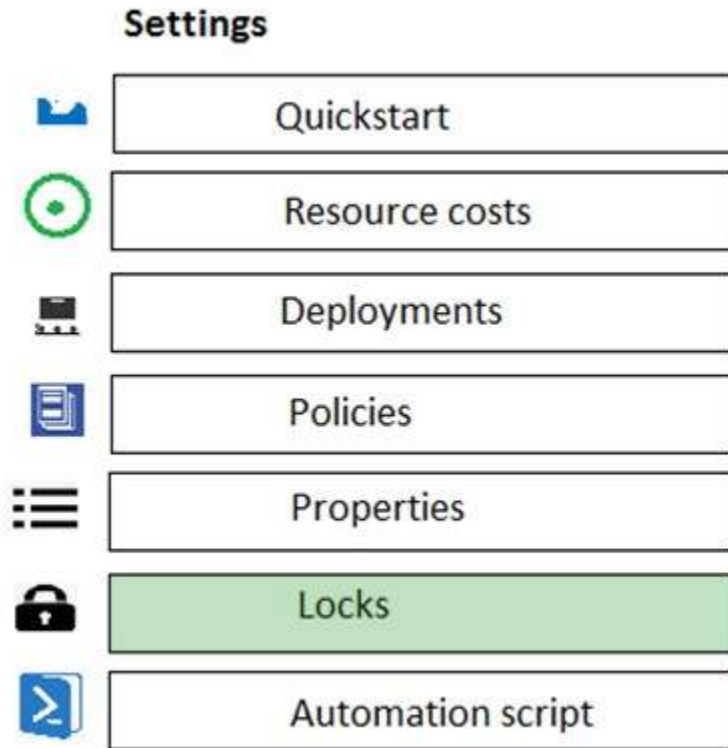 Settings
Quickstart
Resource costs
Deployments
Policies
Properties
Locks
Automation script